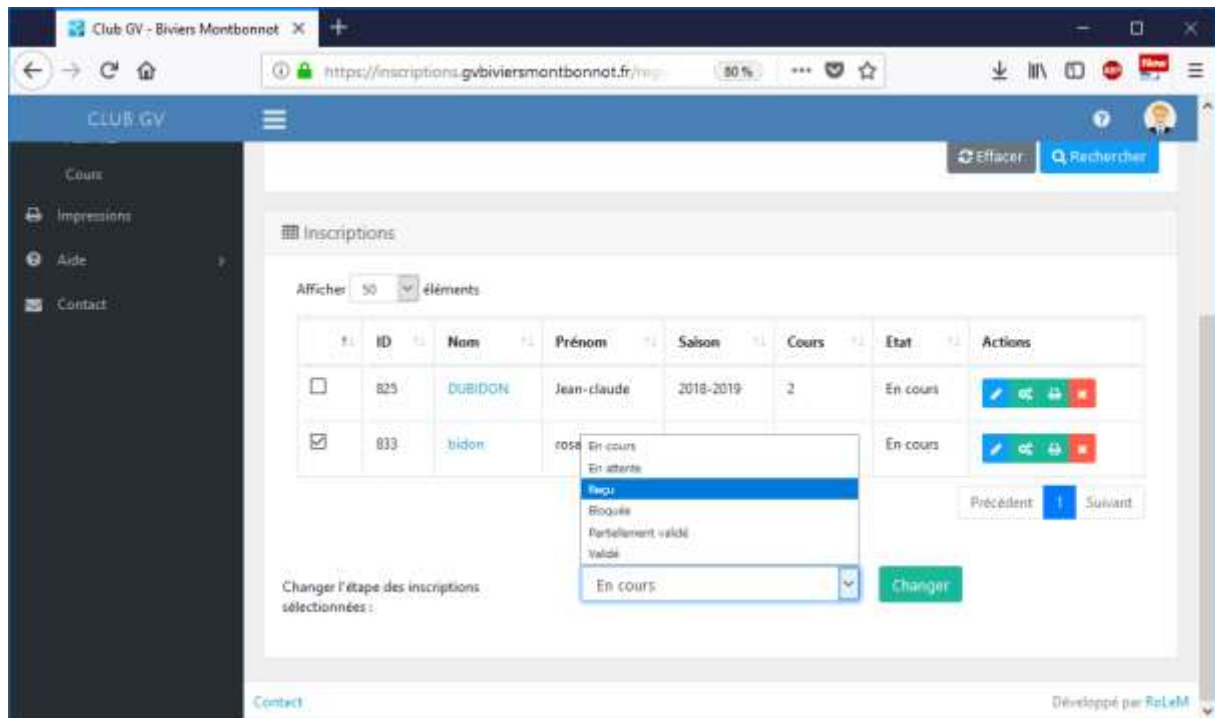 Club GV - Biviers Montbonnot
https://inscriptions.gvbiviersmontbonnot.fr/
80 %
New
CLUB GV
Effacer Rechercher
Cours
Impressions
Inscriptions
Aide
Afficher 50 éléments
Contact
ID Nom Prénom Saison Cours Etat Actions
825 DUBIDON Jean-claude 2018-2019 2 En cours
833 bidon rosa En cours
En cours
En attente
Reçu
Bloquée
Partiellement validé
Validé
Précédent 1 Suivant
Changer l'étape des inscriptions
sélectionnées :
En cours
Changer
Contact
Développé par RoLeM